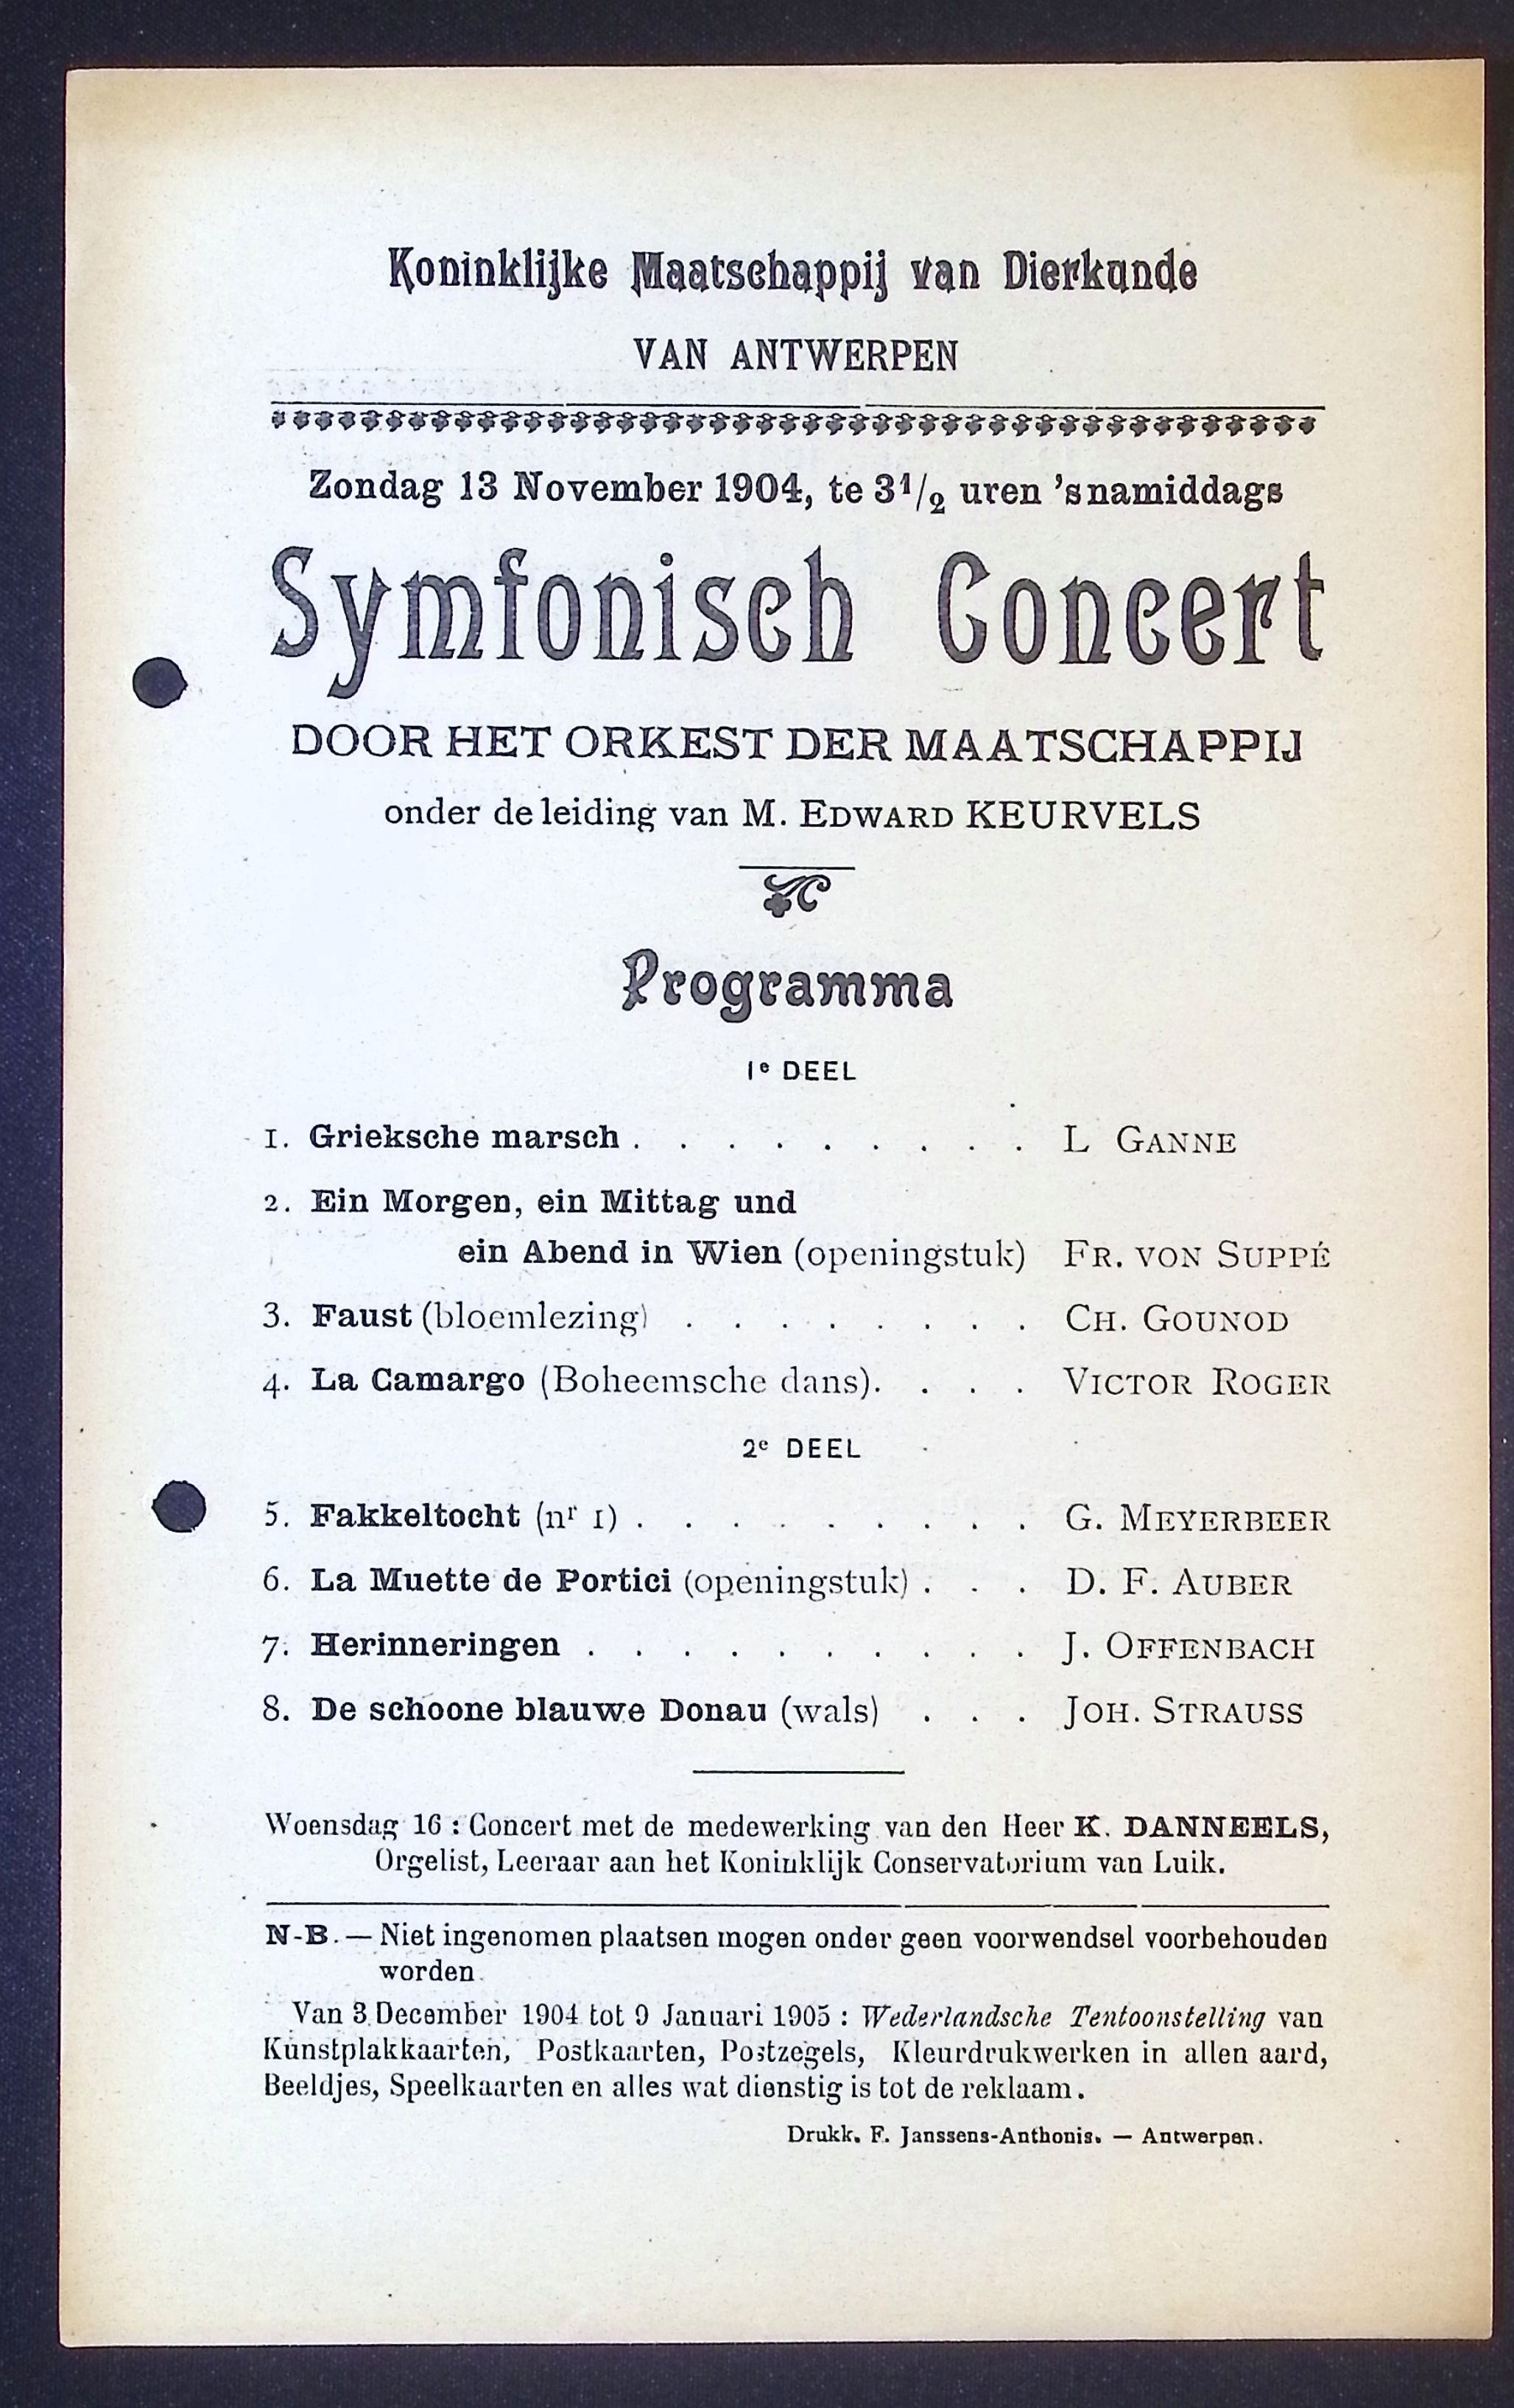 Koninklijke Maatschappij van Dierkunde
VAN ANTWERPEN
Zondag 13 November 1904, te 3 1/2 uren 'snamiddags
Symfonisch Concert
DOOR HET ORKEST DER MAATSCHAPPIJ
onder de leiding van M. EDWARD KEURVELS
Programma
1e DEEL
1. Grieksche marsch . . . . . . . . . L GANNE
2. Ein Morgen, ein Mittag und
ein Abend in Wien (openingstuk) FR. VON SUPPÉ
3. Faust (bloemlezing) . . . . . . . . CH. GOUNOD
4. La Camargo (Boheemsche dans). . . . VICTOR ROGER
2e DEEL
5. Fakkeltocht (nr 1) . . . . . . . . . G. MEYERBEER
6. La Muette de Portici (openingstuk) . . . D. F. AUBER
7. Herinneringen . . . . . . . . . . J. OFFENBACH
8. De schoone blauwe Donau (wals) . . . JOH. STRAUSS
Woensdag 16 : Concert met de medewerking van den Heer K. DANNEELS,
Orgelist, Leeraar aan het Koninklijk Conservatorium van Luik.
N-B. — Niet ingenomen plaatsen mogen onder geen voorwendsel voorbehouden
worden.
Van 3 December 1904 tot 9 Januari 1905 : Wederlandsche Tentoonstelling van
Kunstplakkaarten, Postkaarten, Postzegels, Kleurdrukwerken in allen aard,
Beeldjes, Speelkaarten en alles wat dienstig is tot de reklaam.
Drukk. F. Janssens-Anthonis. — Antwerpen.